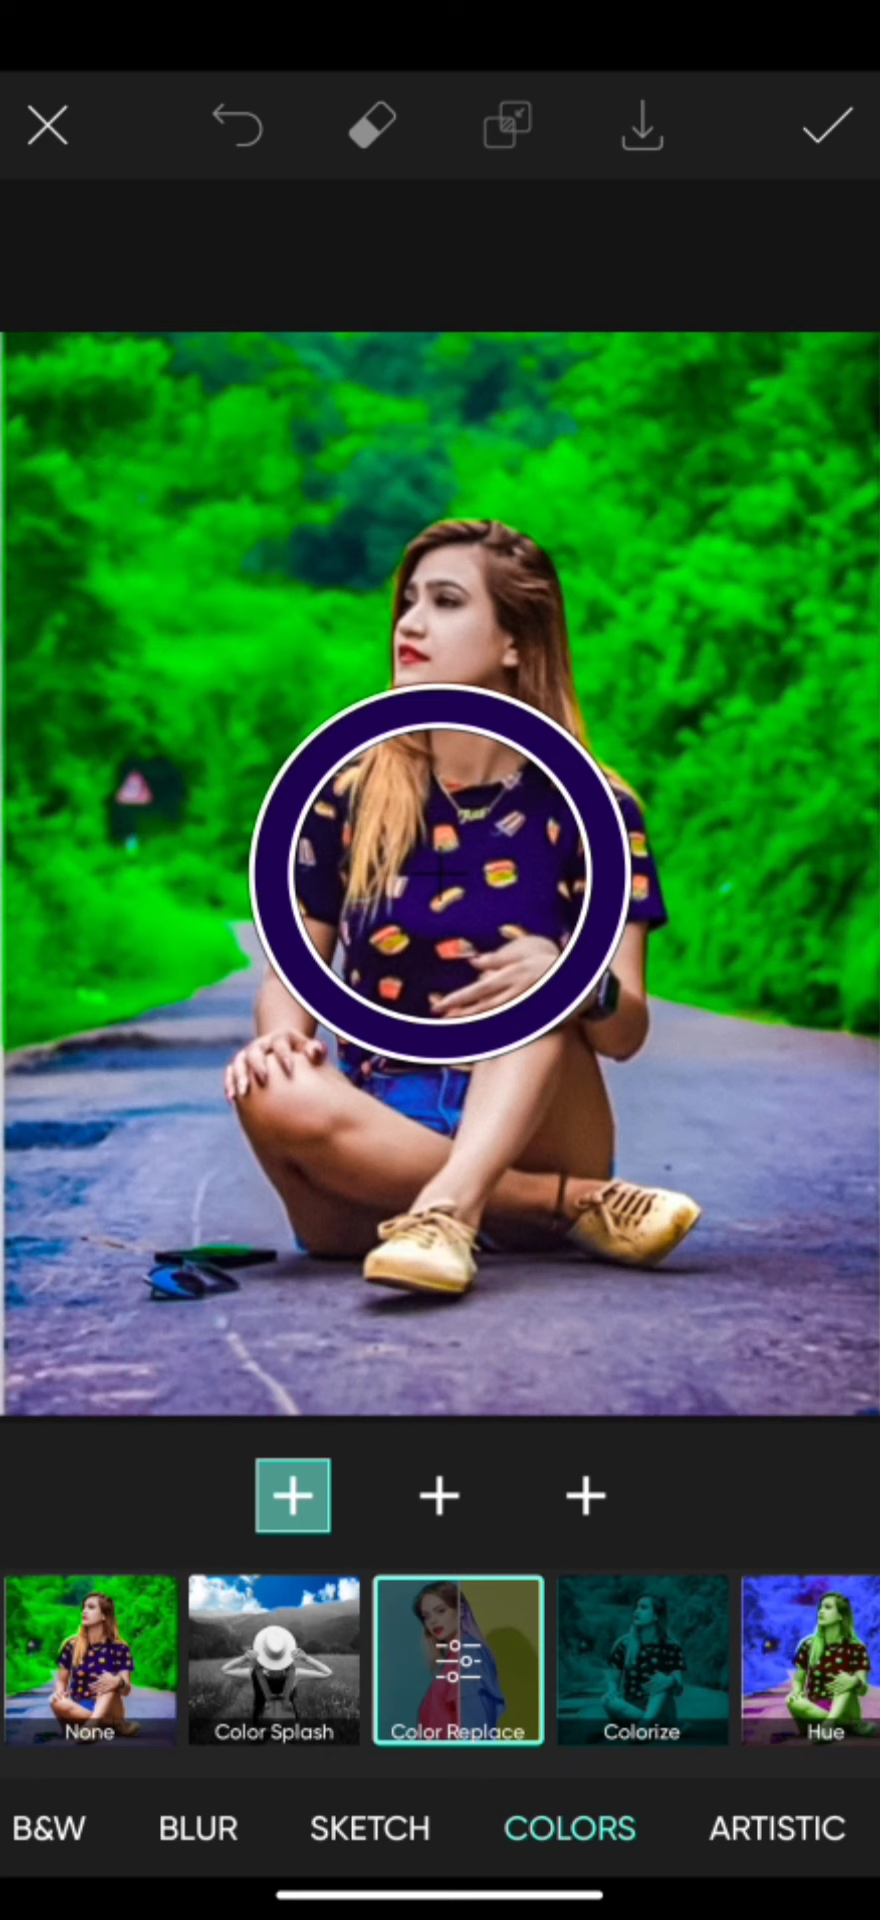 None
Color Splash
Color Replace
Colorize
Hue
B&W
BLUR
SKETCH
COLORS
ARTISTIC